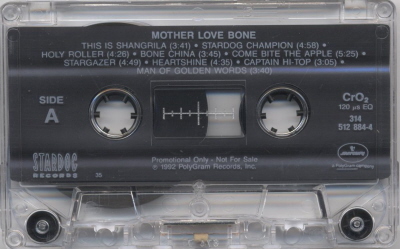 MOTHER LOVE BONE
THIS IS SHANGRILA (3:41) • STARDOG CHAMPION (4:58) •
HOLY ROLLER (4:26) • BONE CHINA (3:45) • COME BITE THE APPLE (5:25) •
STARGAZER (4:49) • HEARTSHINE (4:35) • CAPTAIN HI-TOP (3:05) •
MAN OF GOLDEN WORDS (3:40)
SIDE
A
CrO2
120 µs EQ
314
512 884-4
STARDOG
RECORDS
35
Promotional Only - Not For Sale
℗ 1992 PolyGram Records, Inc.